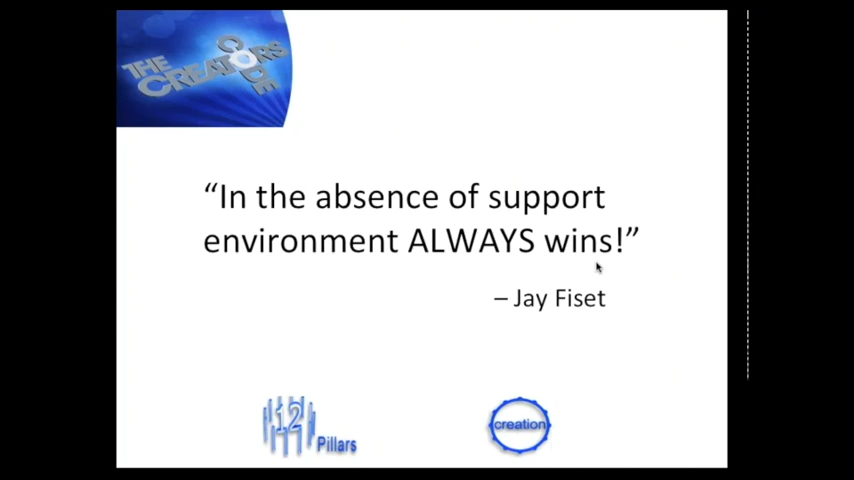 THE
CREATORS
CODE
“In the absence of support
environment ALWAYS wins!”
– Jay Fiset
12
Pillars
creation